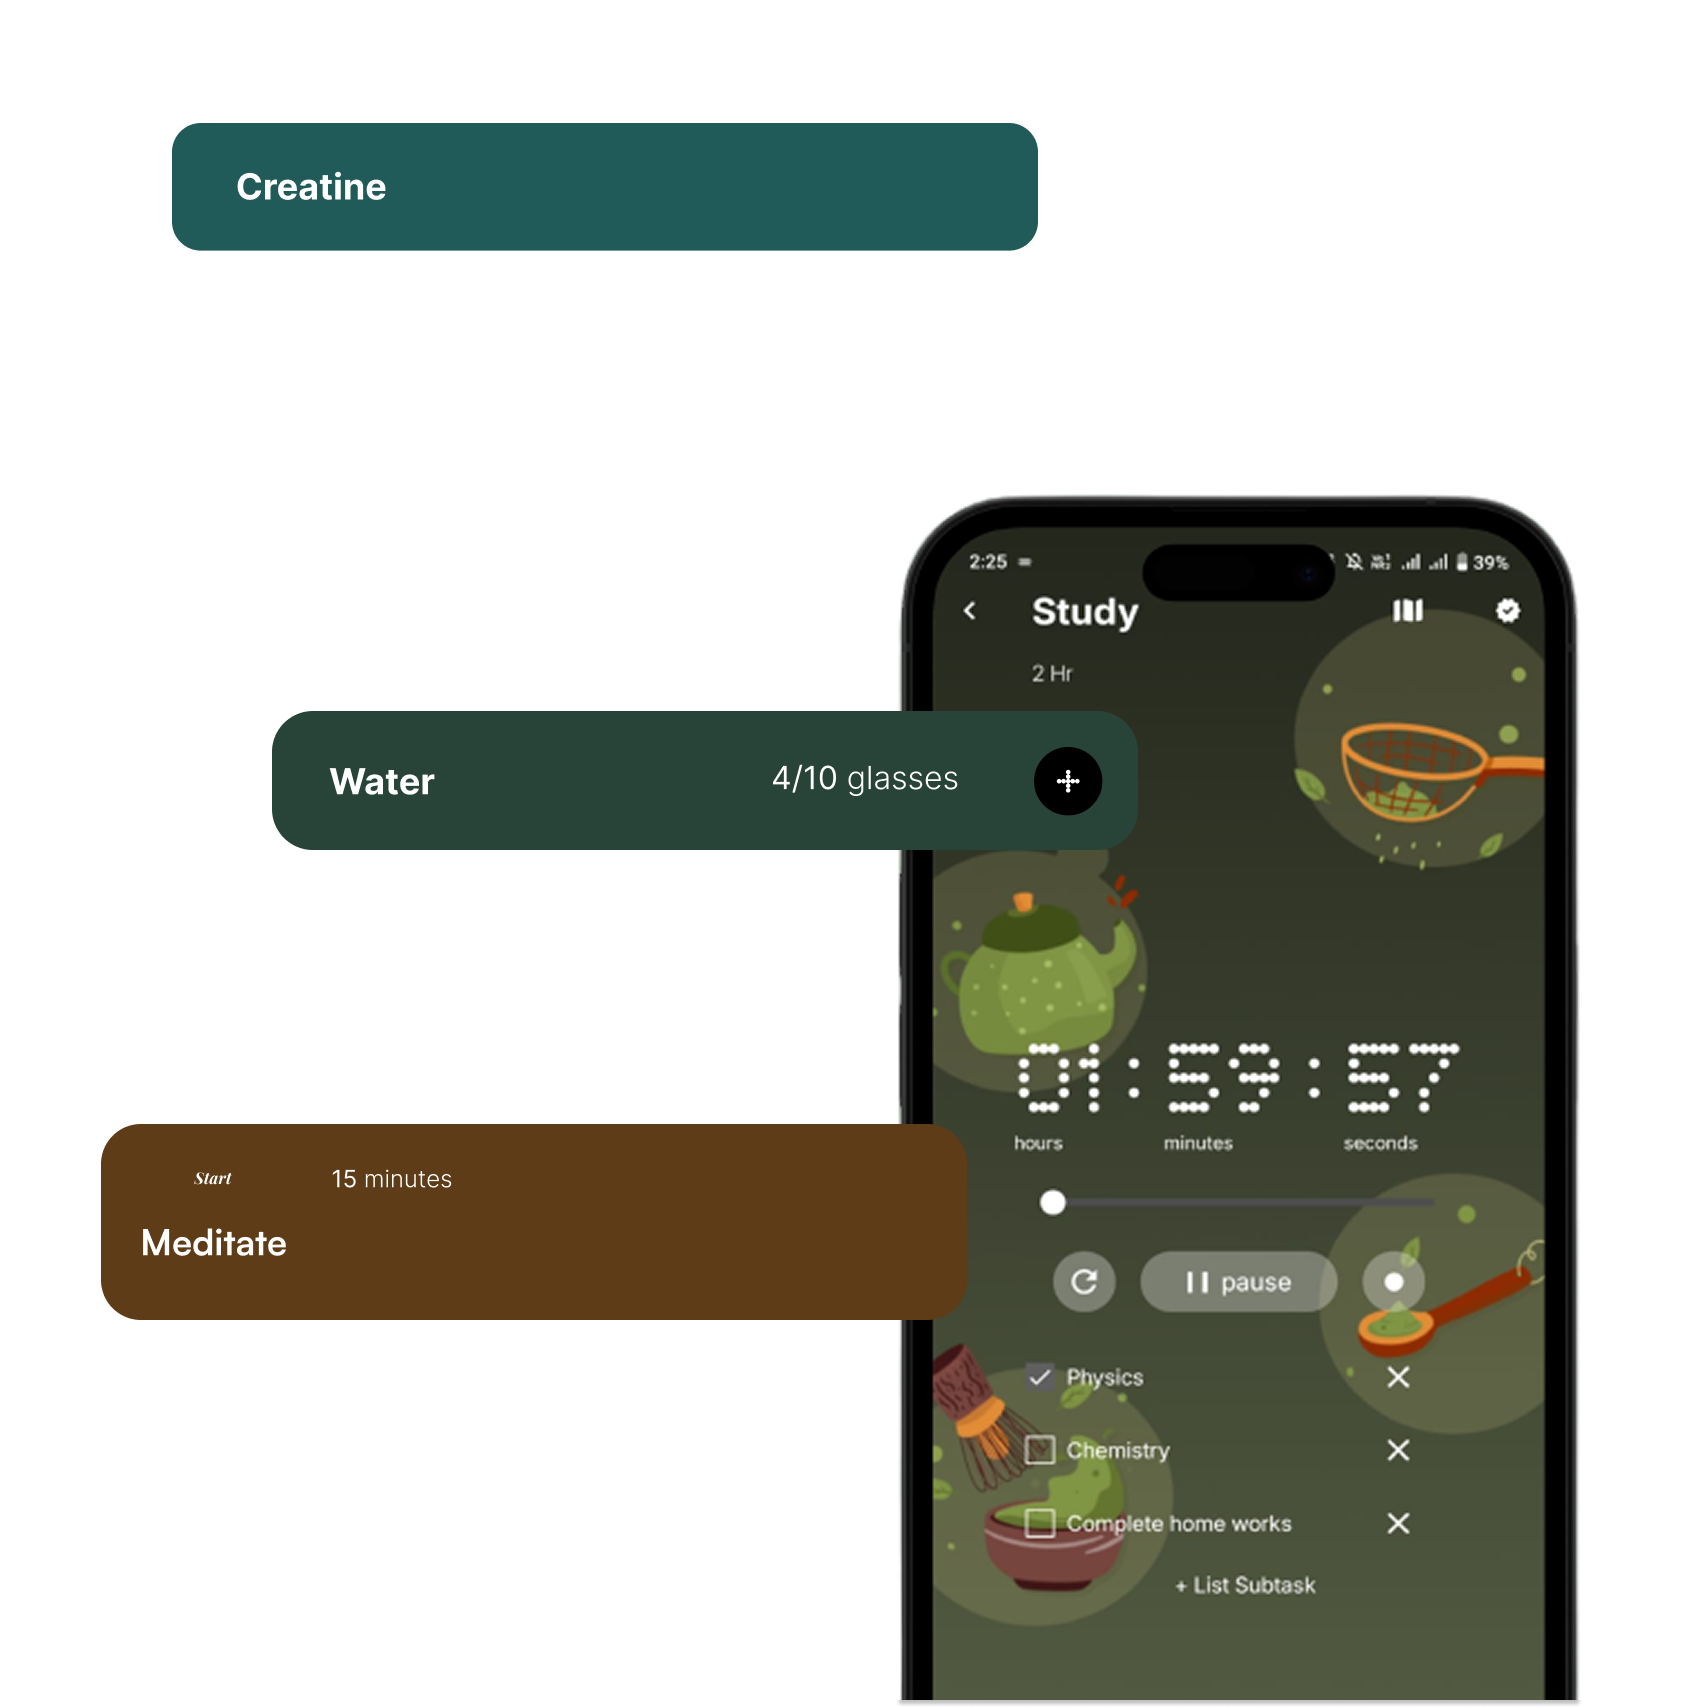 Creatine
2:25
39%
Study
2 Hr
Water
4/10 glasses
01:59:57
hours minutes seconds
Start
15 minutes
Meditate
pause
Physics
Chemistry
Complete home works
+ List Subtask